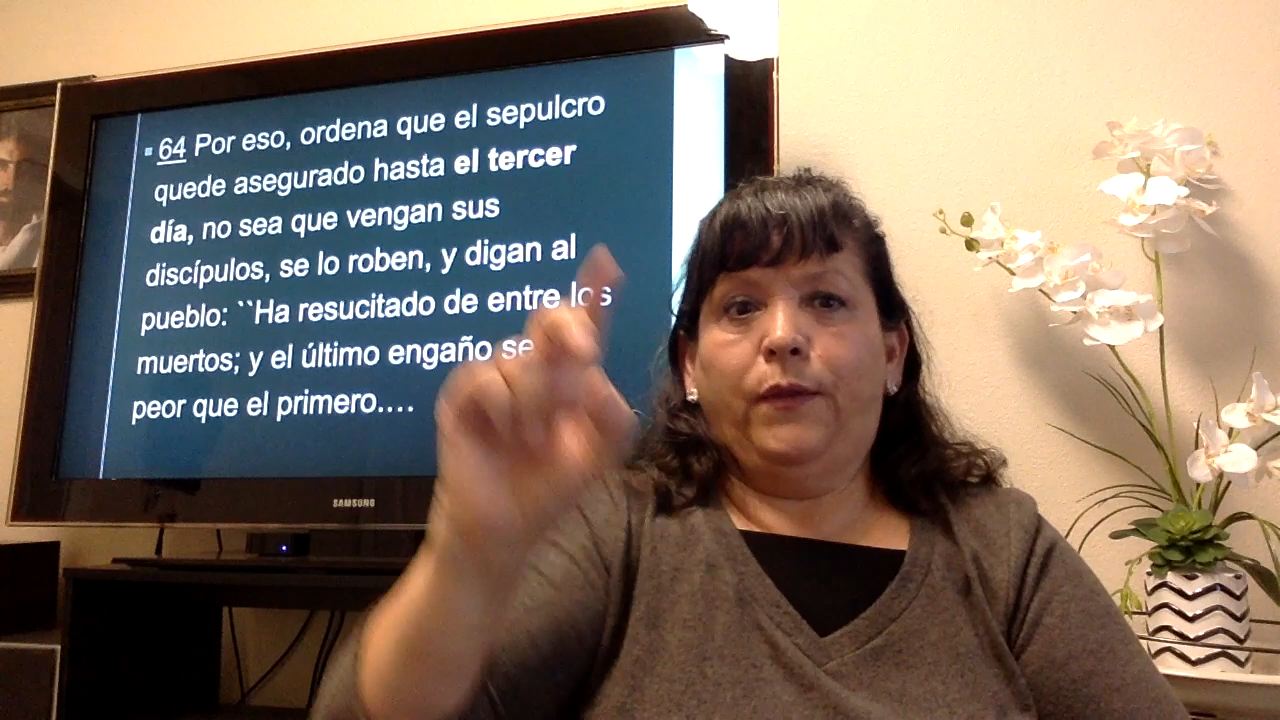 ▪ 64 Por eso, ordena que el sepulcro
quede asegurado hasta el tercer
día, no sea que vengan sus
discípulos, se lo roben, y digan al
pueblo: ``Ha resucitado de entre los
muertos; y el último engaño
peor que el primero....
SAMSUNG